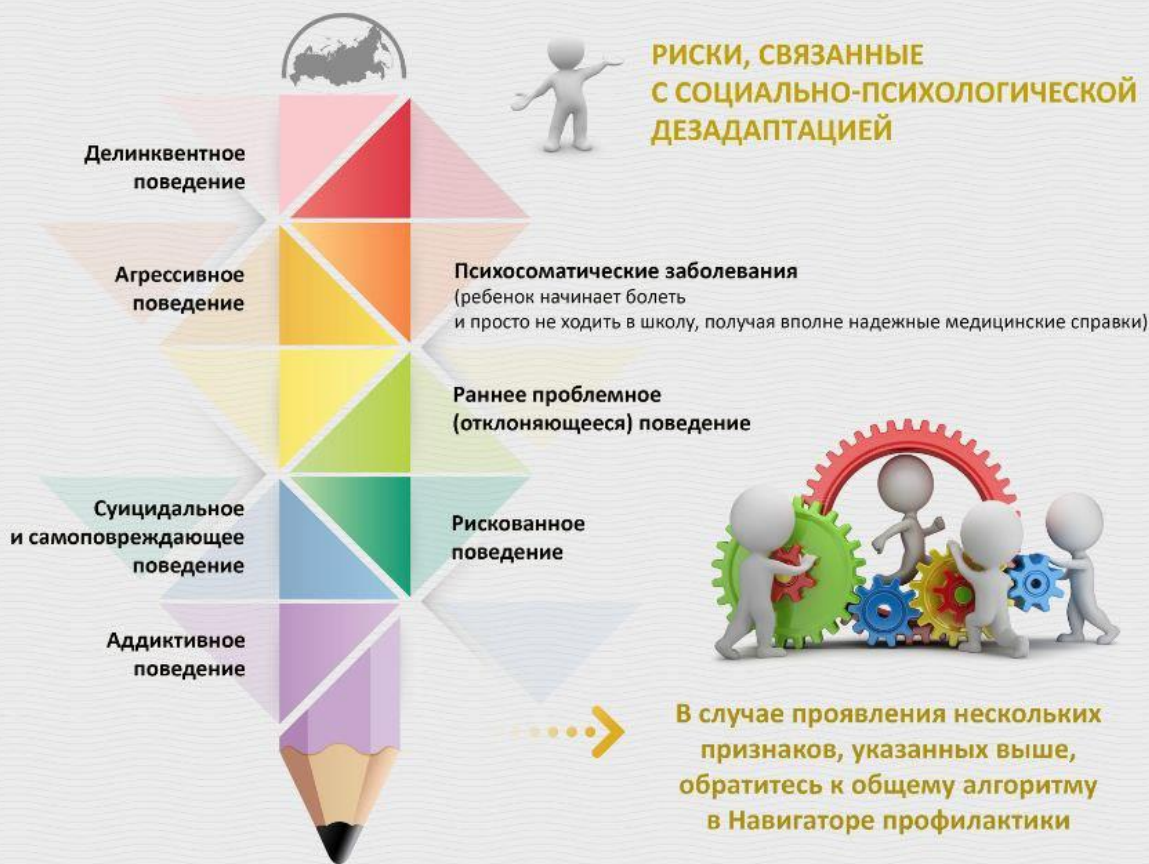 РИСКИ, СВЯЗАННЫЕ
С СОЦИАЛЬНО-ПСИХОЛОГИЧЕСКОЙ
ДЕЗАДАПТАЦИЕЙ
Делинквентное
поведение
Агрессивное
поведение
Психосоматические заболевания
(ребенок начинает болеть
и просто не ходить в школу, получая вполне надежные медицинские справки)
Раннее проблемное
(отклоняющееся) поведение
Суицидальное
и самоповреждающее
поведение
Рискованное
поведение
Аддиктивное
поведение
В случае проявления нескольких
признаков, указанных выше,
обратитесь к общему алгоритму
в Навигаторе профилактики